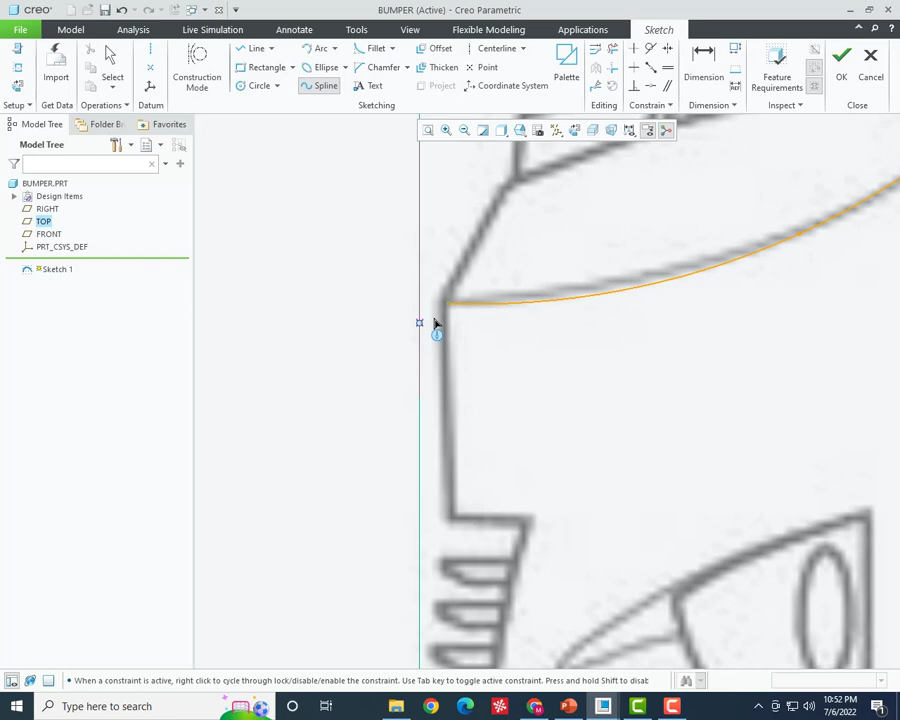 creo
BUMPER (Active) - Creo Parametric
File Model Analysis Live Simulation Annotate Tools View Flexible Modeling Applications Sketch
Line Arc Fillet Offset Centerline
Import Select Rectangle Ellipse Chamfer Thicken Point
Construction Mode Circle Spline Text Project Coordinate System
Palette Dimension Feature Requirements OK Cancel
Setup Get Data Operations Datum Sketching Editing Constrain Dimension Inspect Close
Model Tree Folder Br Favorites
Model Tree
BUMPER.PRT
Design Items
RIGHT
TOP
FRONT
PRT_CSYS_DEF
Sketch 1
When a constraint is active, right click to cycle through lock/disable/enable the constraint. Use Tab key to toggle active constraint. Press and hold Shift to disab
Type here to search
10:52 PM
7/6/2022